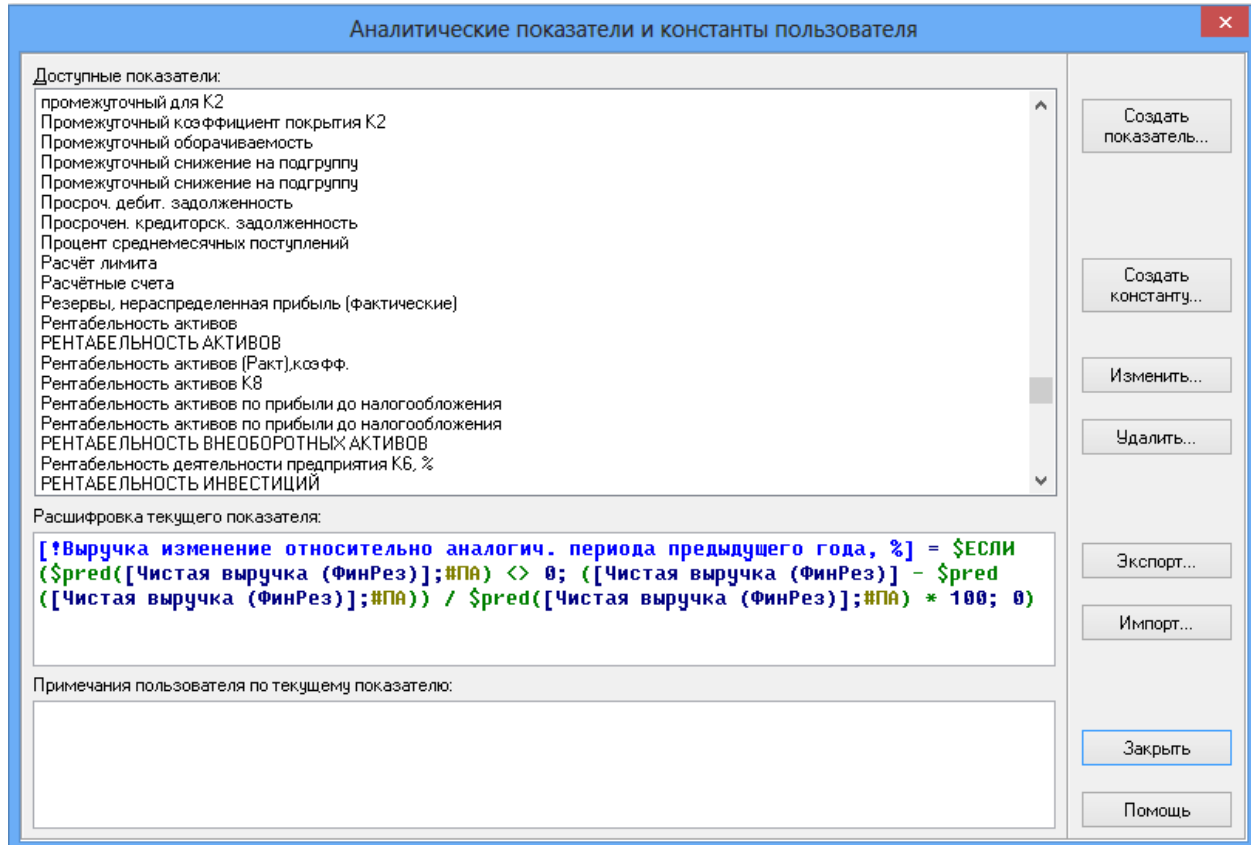 Аналитические показатели и константы пользователя
Доступные показатели:
промежуточный для К2
Промежуточный коэффициент покрытия К2
Промежуточный оборачиваемость
Промежуточный снижение на подгруппу
Промежуточный снижение на подгруппу
Просроч. дебит. задолженность
Просрочен. кредиторск. задолженность
Процент среднемесячных поступлений
Расчёт лимита
Расчётные счета
Резервы, нераспределенная прибыль (фактические)
Рентабельность активов
РЕНТАБЕЛЬНОСТЬ АКТИВОВ
Рентабельность активов (Ракт),коэфф.
Рентабельность активов К8
Рентабельность активов по прибыли до налогообложения
Рентабельность активов по прибыли до налогообложения
РЕНТАБЕЛЬНОСТЬ ВНЕОБОРОТНЫХ АКТИВОВ
Рентабельность деятельности предприятия К6, %
РЕНТАБЕЛЬНОСТЬ ИНВЕСТИЦИЙ
Расшифровка текущего показателя:
[!Выручка изменение относительно аналогич. периода предыдущего года, %] = $ЕСЛИ
($pred([Чистая выручка (ФинРез)];#ПА) <> 0; ([Чистая выручка (ФинРез)] - $pred
([Чистая выручка (ФинРез)];#ПА)) / $pred([Чистая выручка (ФинРез)];#ПА) * 100; 0)
Примечания пользователя по текущему показателю:
Создать
показатель...
Создать
константу...
Изменить...
Удалить...
Экспорт...
Импорт...
Закрыть
Помощь